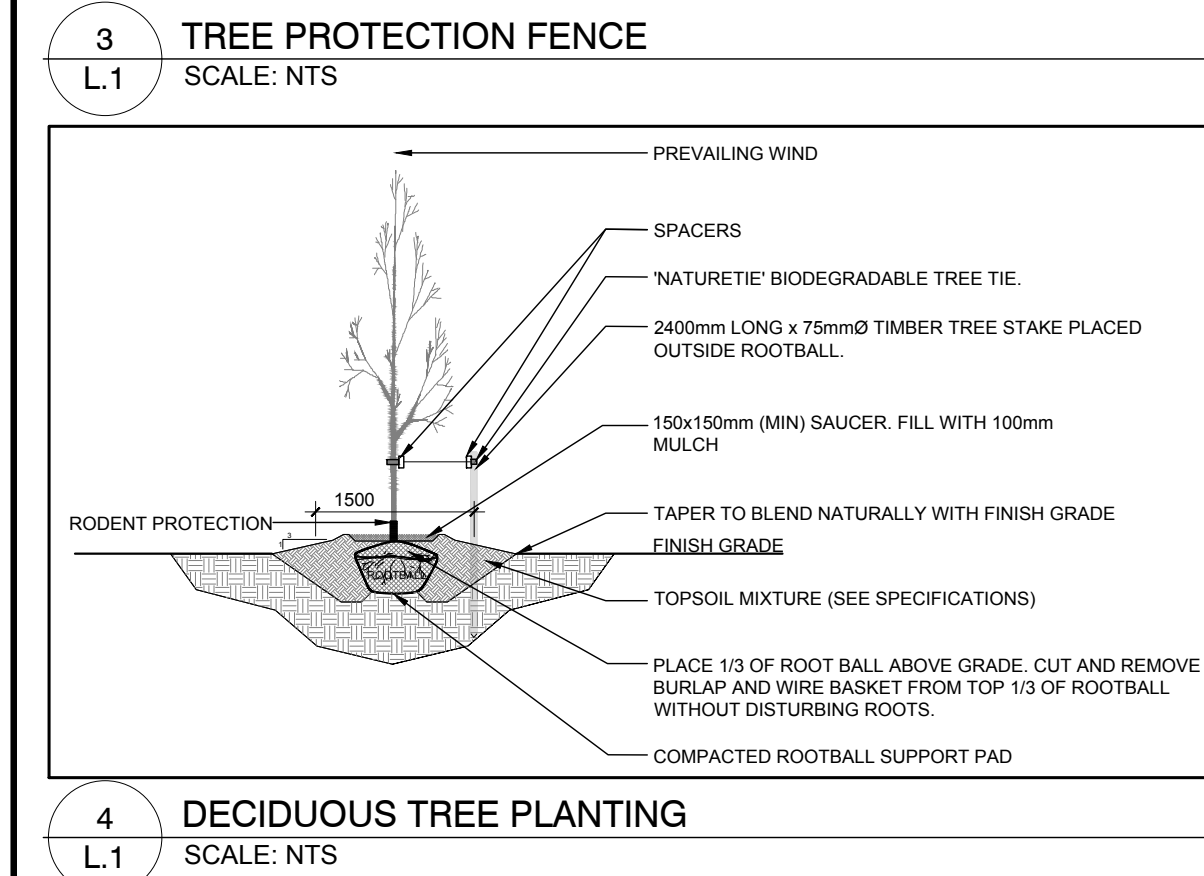 3
L.1
TREE PROTECTION FENCE
SCALE: NTS
PREVAILING WIND
SPACERS
'NATURETIE' BIODEGRADABLE TREE TIE.
2400mm LONG x 75mmØ TIMBER TREE STAKE PLACED
OUTSIDE ROOTBALL.
150x150mm (MIN) SAUCER. FILL WITH 100mm
MULCH
1500
RODENT PROTECTION
3
1
TAPER TO BLEND NATURALLY WITH FINISH GRADE
FINISH GRADE
ROOTBALL
TOPSOIL MIXTURE (SEE SPECIFICATIONS)
PLACE 1/3 OF ROOT BALL ABOVE GRADE. CUT AND REMOVE
BURLAP AND WIRE BASKET FROM TOP 1/3 OF ROOTBALL
WITHOUT DISTURBING ROOTS.
COMPACTED ROOTBALL SUPPORT PAD
4
L.1
DECIDUOUS TREE PLANTING
SCALE: NTS